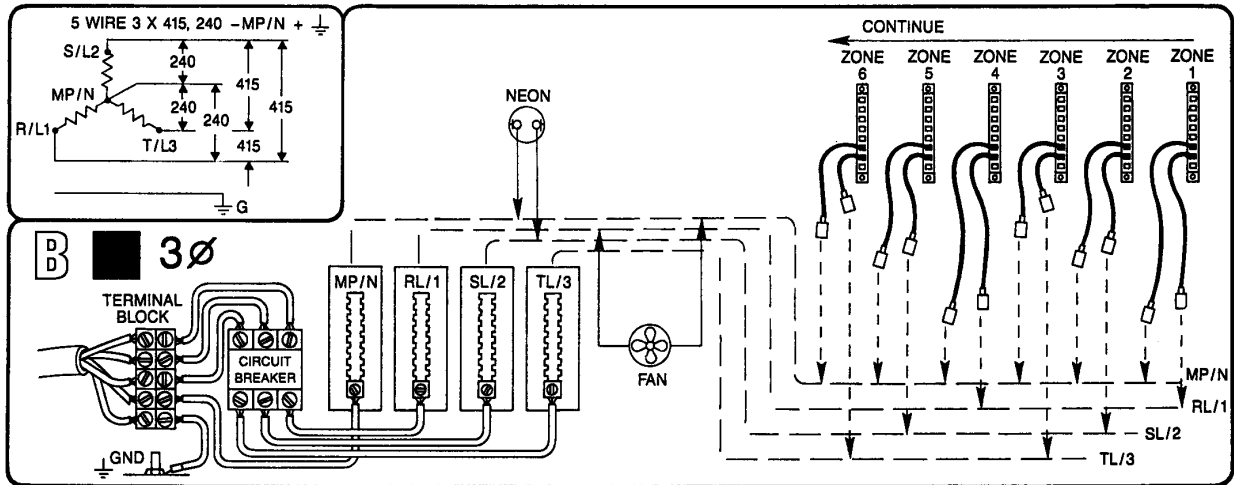 5 WIRE 3 X 415, 240 -MP/N +
S/L2
240
415
MP/N
240
240
415
R/L1
T/L3
415
G
CONTINUE
ZONE 6
ZONE 5
ZONE 4
ZONE 3
ZONE 2
ZONE 1
NEON
B 3Ø
TERMINAL
BLOCK
CIRCUIT
BREAKER
GND
MP/N
RL/1
SL/2
TL/3
FAN
MP/N
RL/1
SL/2
TL/3